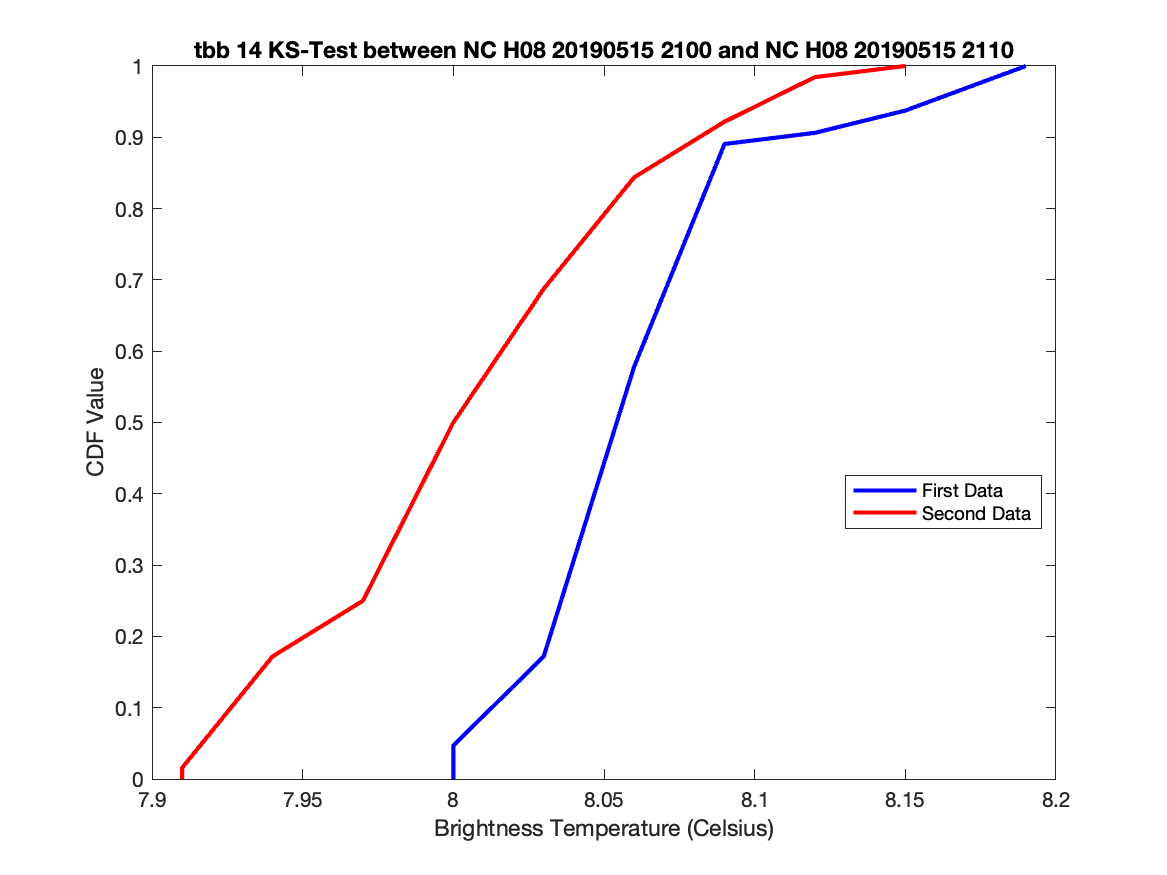 tbb 14 KS-Test between NC H08 20190515 2100 and NC H08 20190515 2110
1
0.9
0.8
0.7
0.6
0.5
0.4
0.3
0.2
0.1
0
CDF Value
First Data
Second Data
7.9 7.95 8 8.05 8.1 8.15 8.2
Brightness Temperature (Celsius)